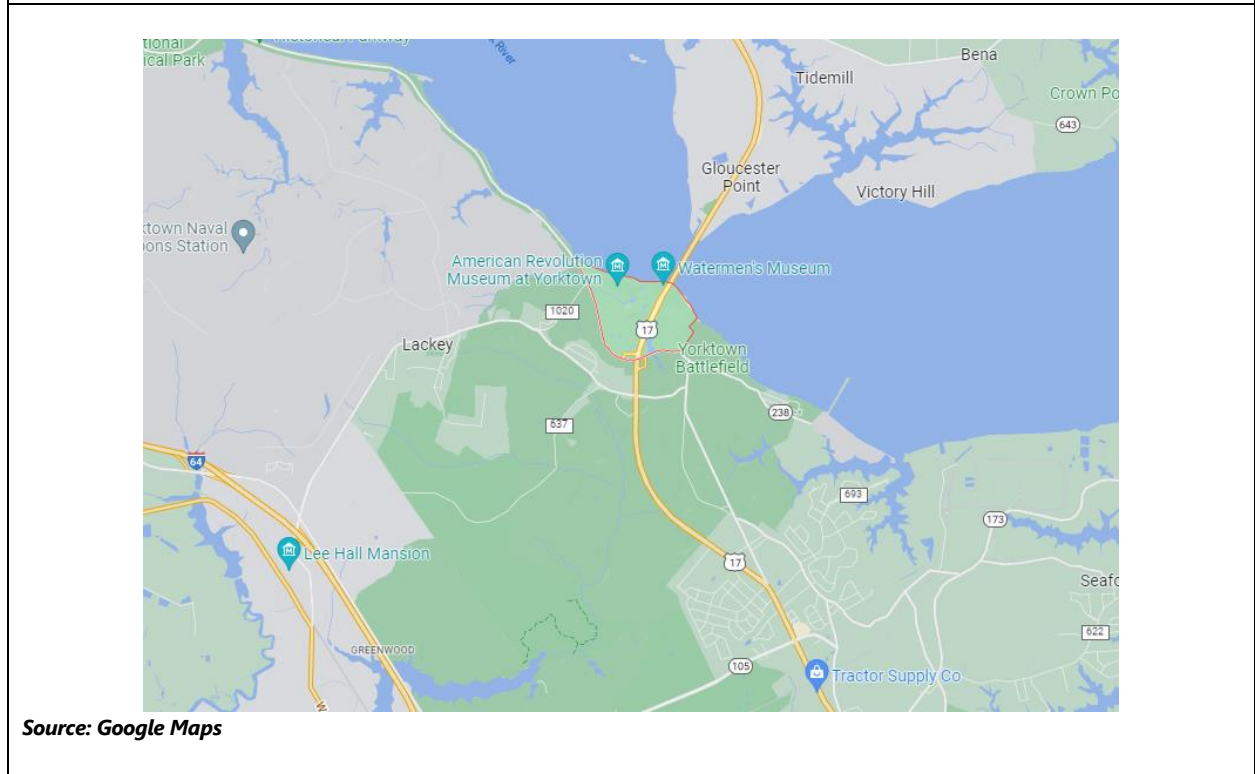 tional
ical Park
River
Bena
Tidemill
Crown Po
643
Gloucester
Point
Victory Hill
ktown Naval
ons Station
American Revolution
Museum at Yorktown
Watermen's Museum
1020
17
Lackey
Yorktown
Battlefield
238
637
64
693
173
Lee Hall Mansion
17
Seafo
622
GREENWOOD
105
Tractor Supply Co
W
Source: Google Maps